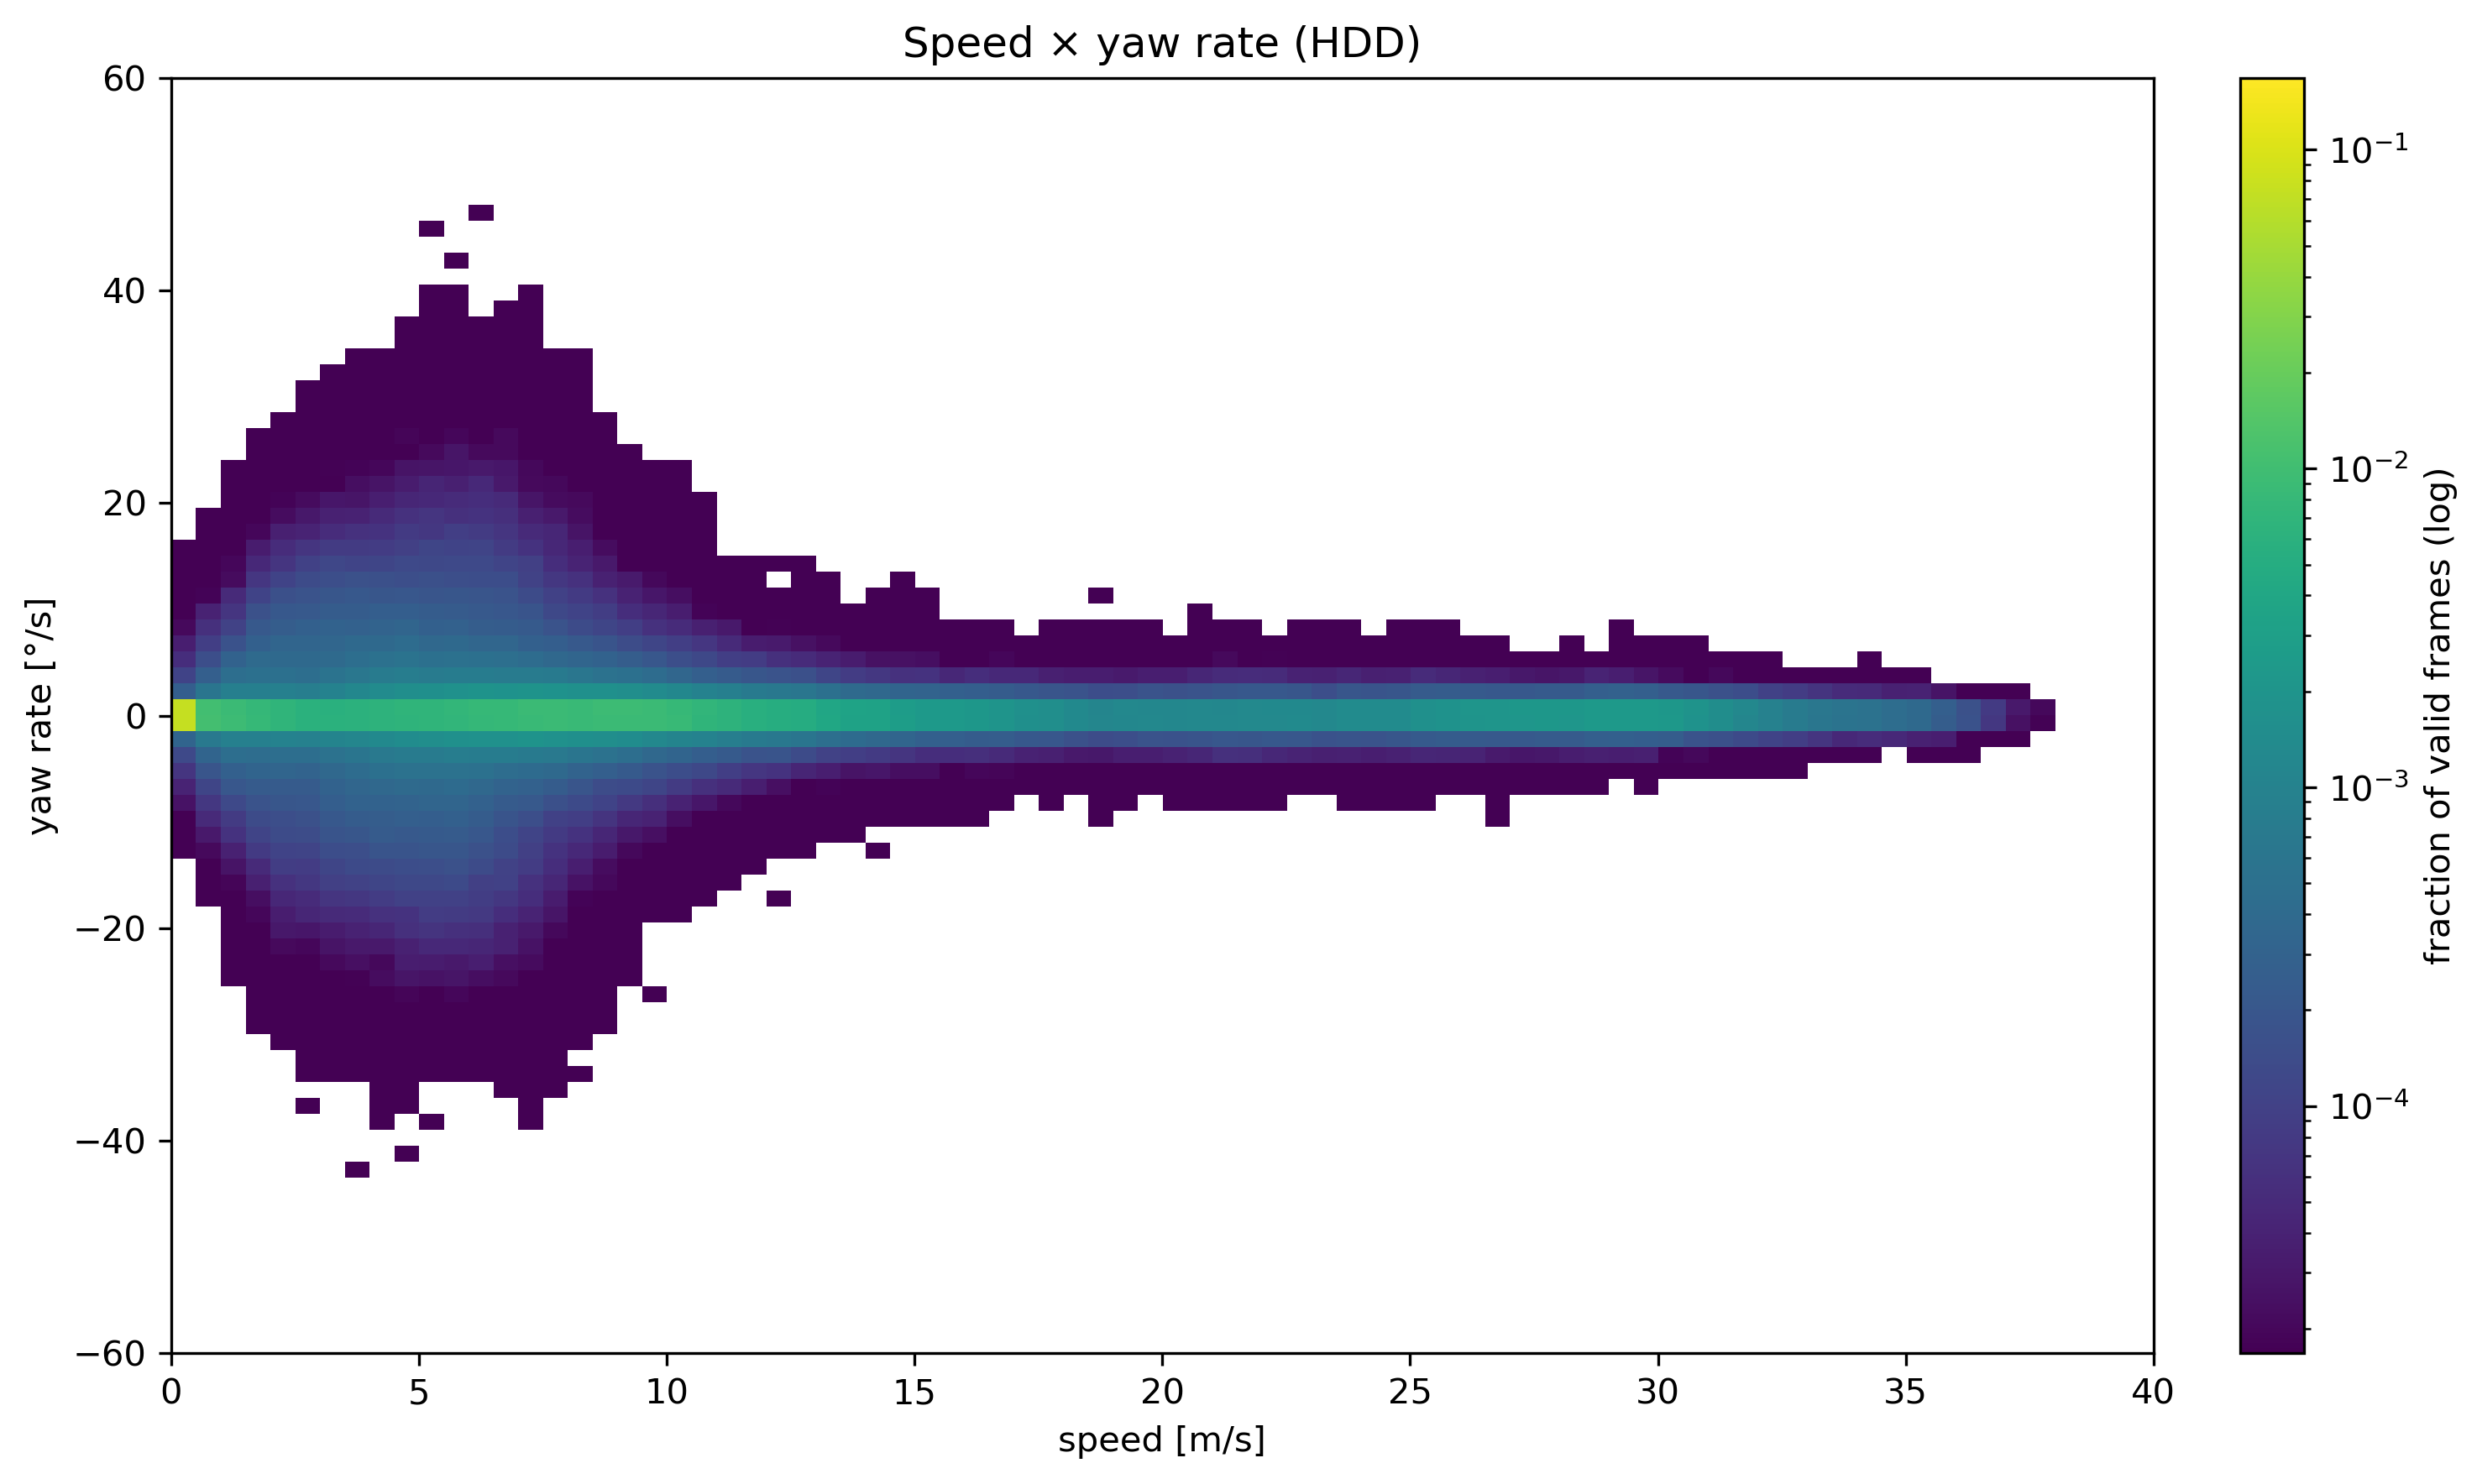 Speed × yaw rate (HDD)
60
40
20
0
−20
−40
−60
yaw rate [°/s]
0 5 10 15 20 25 30 35 40
speed [m/s]
10⁻¹
10⁻²
10⁻³
10⁻⁴
fraction of valid frames (log)